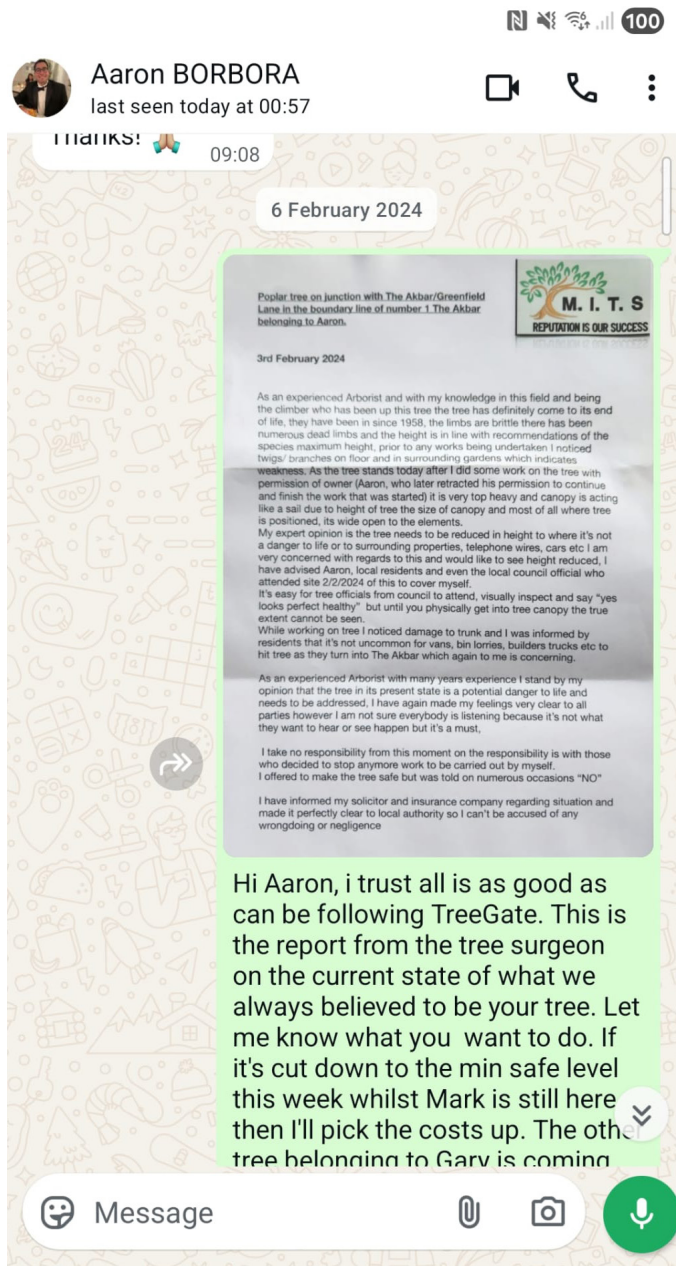 100
Aaron BORBORA
last seen today at 00:57
Thanks!
09:08
6 February 2024
M. I. T. S
REPUTATION IS OUR SUCCESS
Poplar tree on junction with The Akbar/Greenfield
Lane in the boundary line of number 1 The Akbar
belonging to Aaron.
3rd February 2024
As an experienced Arborist and with my knowledge in this field and being
the climber who has been up this tree the tree has definitely come to its end
of life, they have been in since 1958, the limbs are brittle there has been
numerous dead limbs and the height is in line with recommendations of the
species maximum height, prior to any works being undertaken I noticed
twigs/ branches on floor and in surrounding gardens which indicates
weakness. As the tree stands today after I did some work on the tree with
permission of owner (Aaron, who later retracted his permission to continue
and finish the work that was started) it is very top heavy and canopy is acting
like a sail due to height of tree the size of canopy and most of all where tree
is positioned, its wide open to the elements.
My expert opinion is the tree needs to be reduced in height to where it's not
a danger to life or to surrounding properties, telephone wires, cars etc I am
very concerned with regards to this and would like to see height reduced, I
have advised Aaron, local residents and even the local council official who
attended site 2/2/2024 of this to cover myself.
It's easy for tree officials from council to attend, visually inspect and say "yes
looks perfect healthy" but until you physically get into tree canopy the true
extent cannot be seen.
While working on tree I noticed damage to trunk and I was informed by
residents that it's not uncommon for vans, bin lorries, builders trucks etc to
hit tree as they turn into The Akbar which again to me is concerning.
As an experienced Arborist with many years experience I stand by my
opinion that the tree in its present state is a potential danger to life and
needs to be addressed, I have again made my feelings very clear to all
parties however I am not sure everybody is listening because it's not what
they want to hear or see happen but it's a must,
I take no responsibility from this moment on the responsibility is with those
who decided to stop anymore work to be carried out by myself.
I offered to make the tree safe but was told on numerous occasions "NO"
I have informed my solicitor and insurance company regarding situation and
made it perfectly clear to local authority so I can't be accused of any
wrongdoing or negligence
Hi Aaron, i trust all is as good as
can be following TreeGate. This is
the report from the tree surgeon
on the current state of what we
always believed to be your tree. Let
me know what you want to do. If
it's cut down to the min safe level
this week whilst Mark is still here
then I'll pick the costs up. The other
tree belonging to Gary is coming
Message